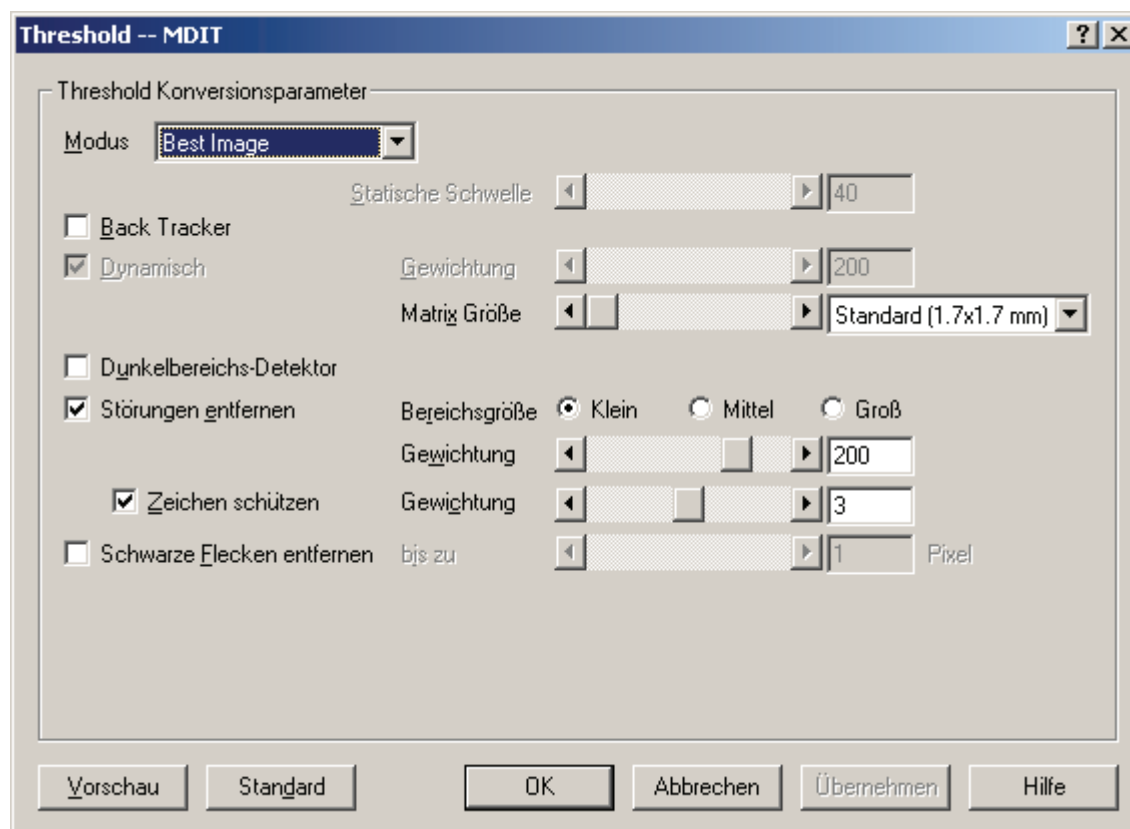 Threshold -- MDIT
Threshold Konversionsparameter
Modus Best Image
Statische Schwelle 40
Back Tracker
Dynamisch Gewichtung 200
Matrix Größe Standard (1.7x1.7 mm)
Dunkelbereichs-Detektor
Störungen entfernen Bereichsgröße Klein Mittel Groß
Gewichtung 200
Zeichen schützen Gewichtung 3
Schwarze Flecken entfernen bis zu 1 Pixel
Vorschau Standard OK Abbrechen Übernehmen Hilfe